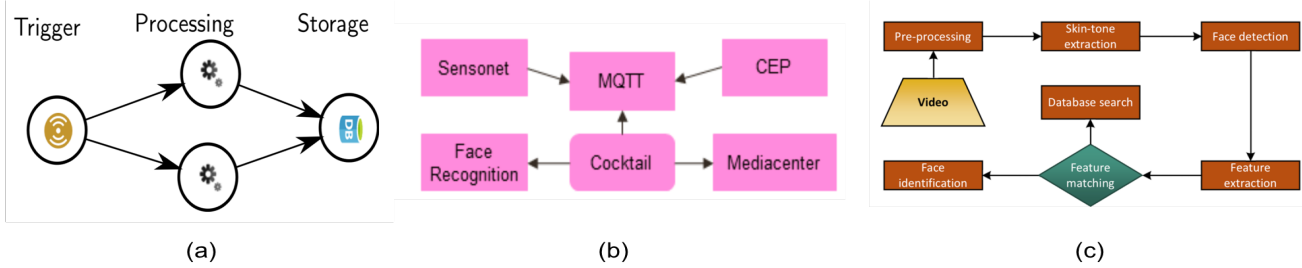 Trigger
Processing
Storage
DB
(a)
Sensonet
MQTT
CEP
Face
Recognition
Cocktail
Mediacenter
(b)
Pre-processing
Skin-tone
extraction
Face detection
Video
Database search
Face
identification
Feature
matching
Feature
extraction
(c)